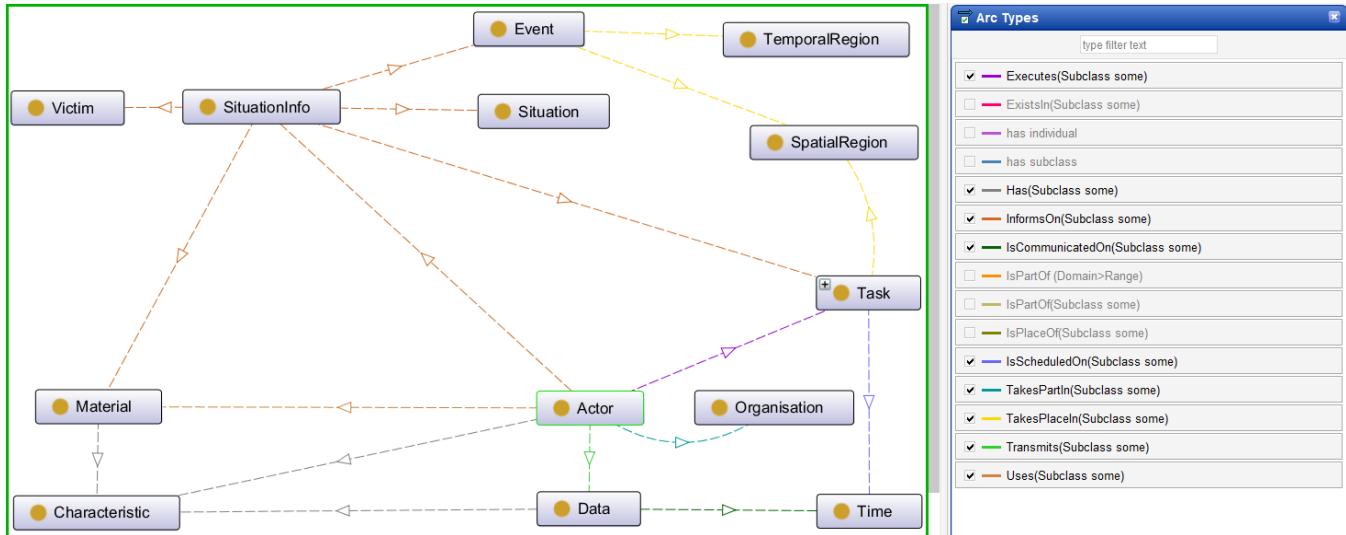 Event
TemporalRegion
Victim
SituationInfo
Situation
SpatialRegion
Task
Material
Actor
Organisation
Characteristic
Data
Time
Arc Types
type filter text
Executes(Subclass some)
ExistsIn(Subclass some)
has individual
has subclass
Has(Subclass some)
InformsOn(Subclass some)
IsCommunicatedOn(Subclass some)
IsPartOf (Domain>Range)
IsPartOf(Subclass some)
IsPlaceOf(Subclass some)
IsScheduledOn(Subclass some)
TakesPartIn(Subclass some)
TakesPlaceIn(Subclass some)
Transmits(Subclass some)
Uses(Subclass some)